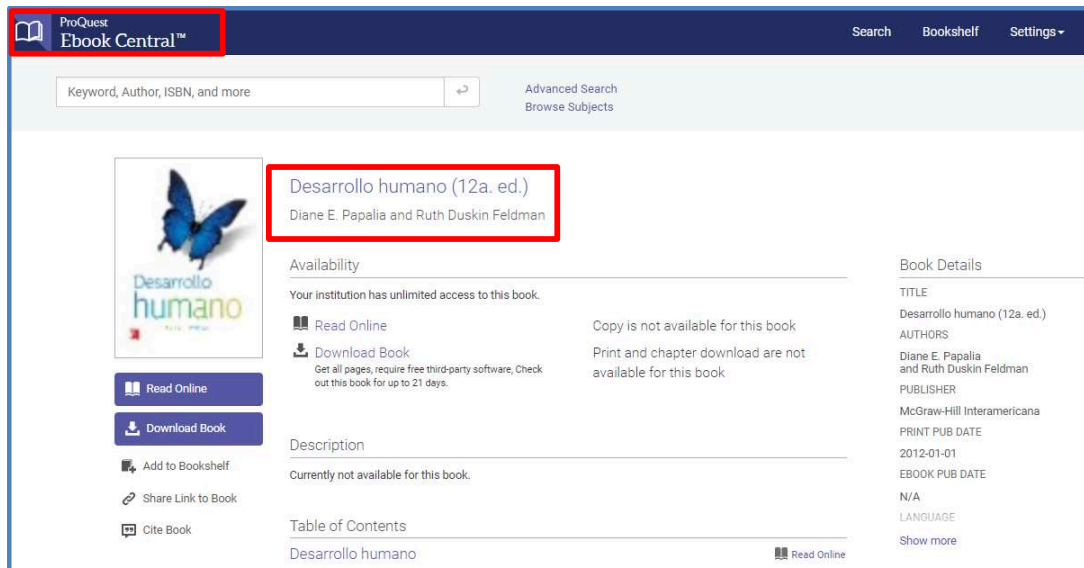 ProQuest
Ebook Central™
Search
Bookshelf
Settings
Keyword, Author, ISBN, and more
Advanced Search
Browse Subjects
Desarrollo
humano
Desarrollo humano (12a. ed.)
Diane E. Papalia and Ruth Duskin Feldman
Availability
Your institution has unlimited access to this book.
Read Online
Copy is not available for this book
Download Book
Get all pages, require free third-party software, Check
out this book for up to 21 days.
Print and chapter download are not
available for this book
Read Online
Download Book
Add to Bookshelf
Share Link to Book
Cite Book
Description
Currently not available for this book.
Table of Contents
Desarrollo humano
Read Online
Book Details
TITLE
Desarrollo humano (12a. ed.)
AUTHORS
Diane E. Papalia
and Ruth Duskin Feldman
PUBLISHER
McGraw-Hill Interamericana
PRINT PUB DATE
2012-01-01
EBOOK PUB DATE
N/A
LANGUAGE
Show more